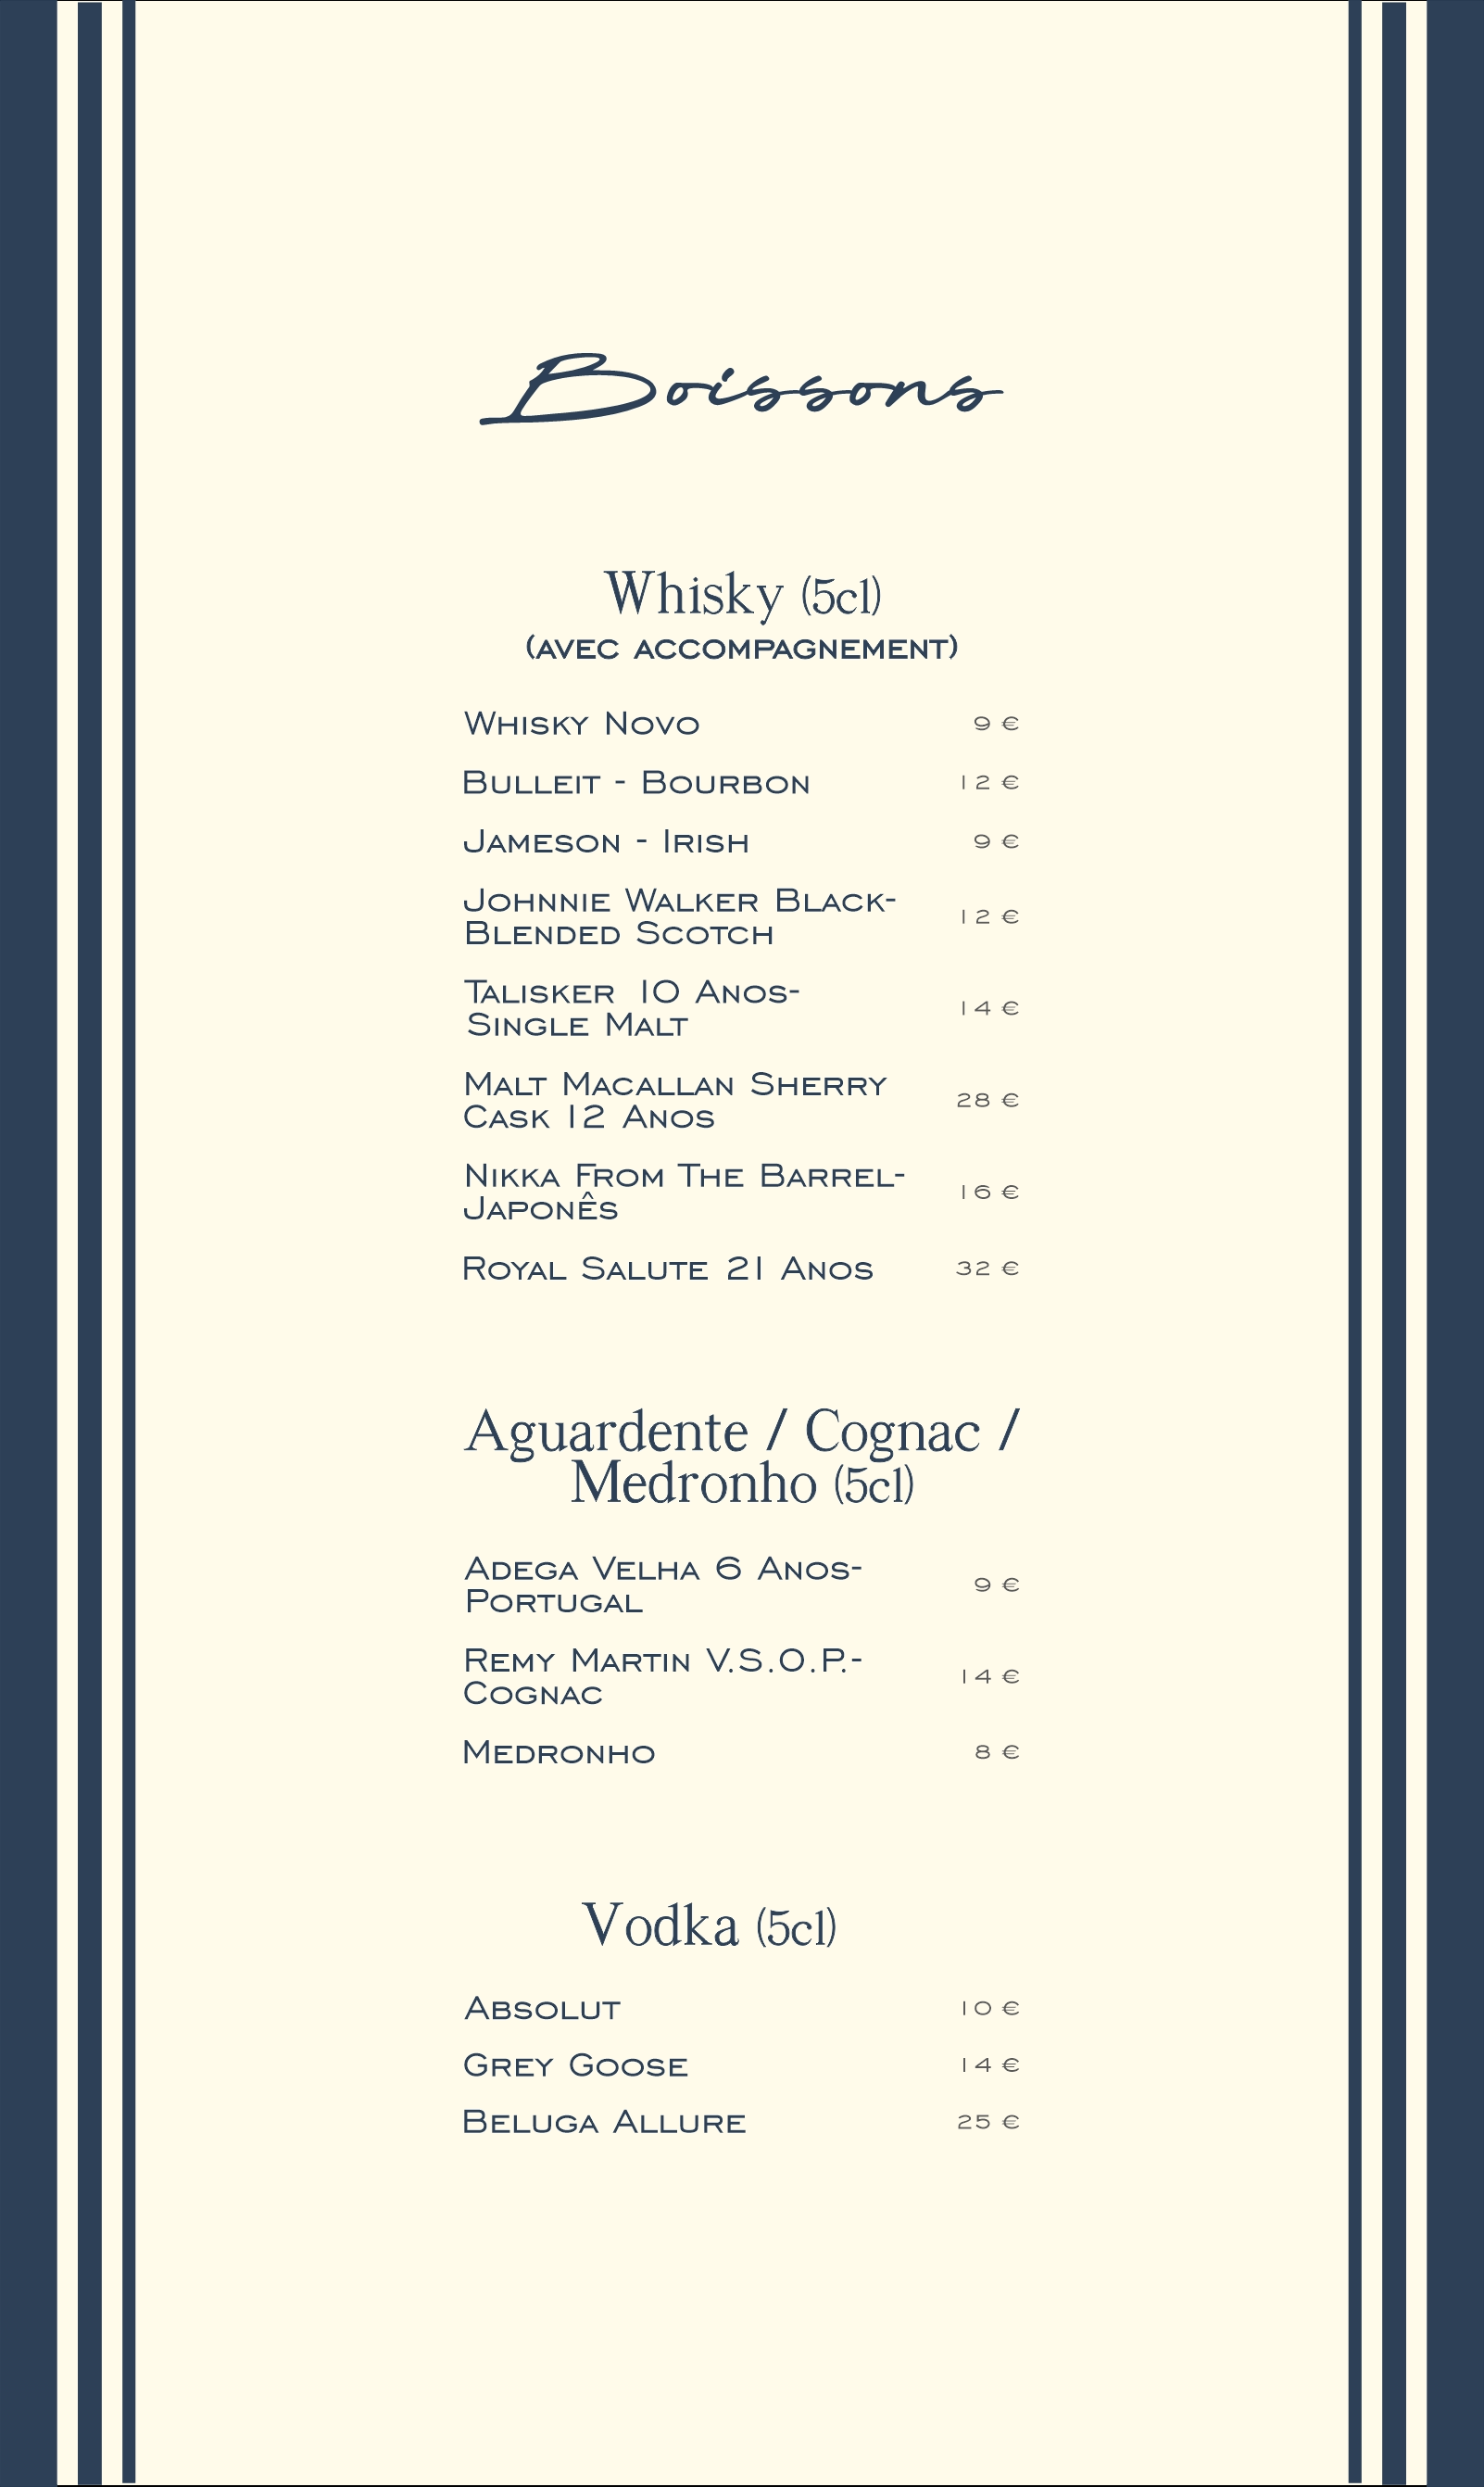 Boissons
Whisky (5cl)
(AVEC ACCOMPAGNEMENT)
Whisky Novo 9 €
Bulleit - Bourbon 12 €
Jameson - Irish 9 €
Johnnie Walker Black-
Blended Scotch 12 €
Talisker 10 Anos-
Single Malt 14 €
Malt Macallan Sherry
Cask 12 Anos 28 €
Nikka From The Barrel-
Japonês 16 €
Royal Salute 21 Anos 32 €
Aguardente / Cognac /
Medronho (5cl)
Adega Velha 6 Anos-
Portugal 9 €
Remy Martin V.S.O.P.-
Cognac 14 €
Medronho 8 €
Vodka (5cl)
Absolut 10 €
Grey Goose 14 €
Beluga Allure 25 €